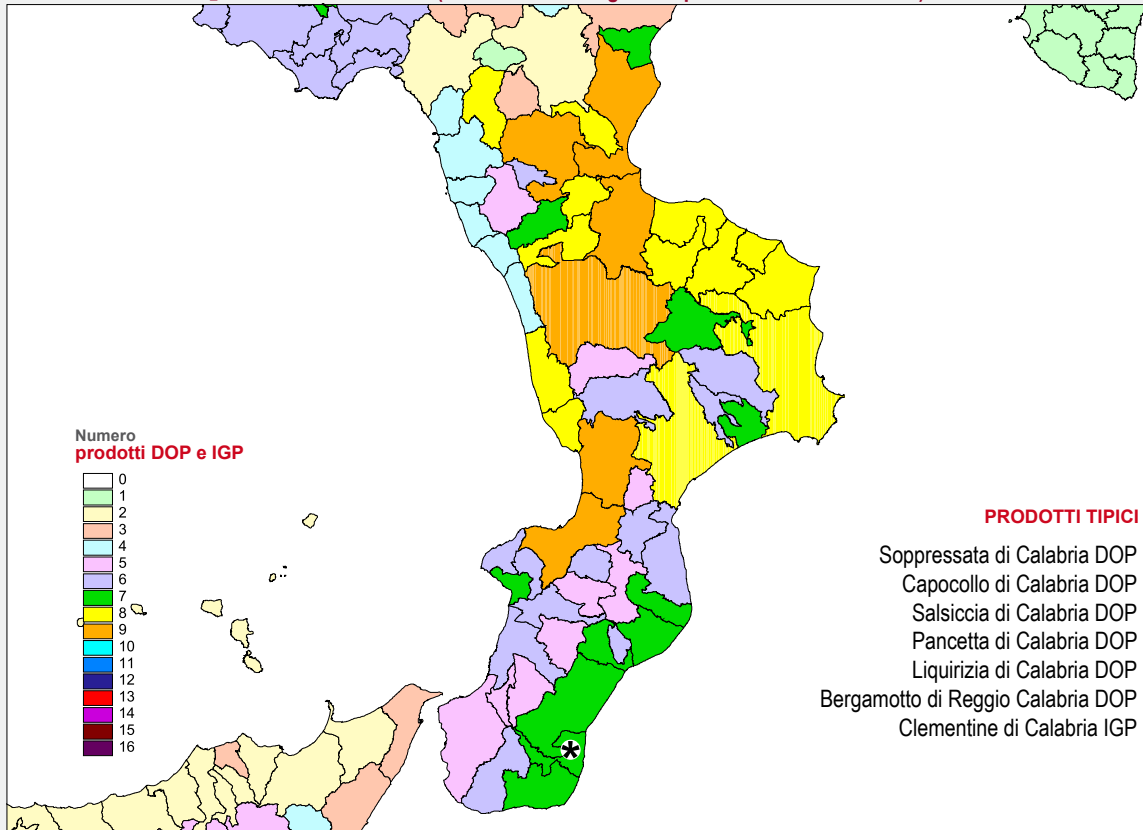 Numero
prodotti DOP e IGP
0
1
2
3
4
5
6
7
8
9
10
11
12
13
14
15
16
*
PRODOTTI TIPICI
Soppressata di Calabria DOP
Capocollo di Calabria DOP
Salsiccia di Calabria DOP
Pancetta di Calabria DOP
Liquirizia di Calabria DOP
Bergamotto di Reggio Calabria DOP
Clementine di Calabria IGP